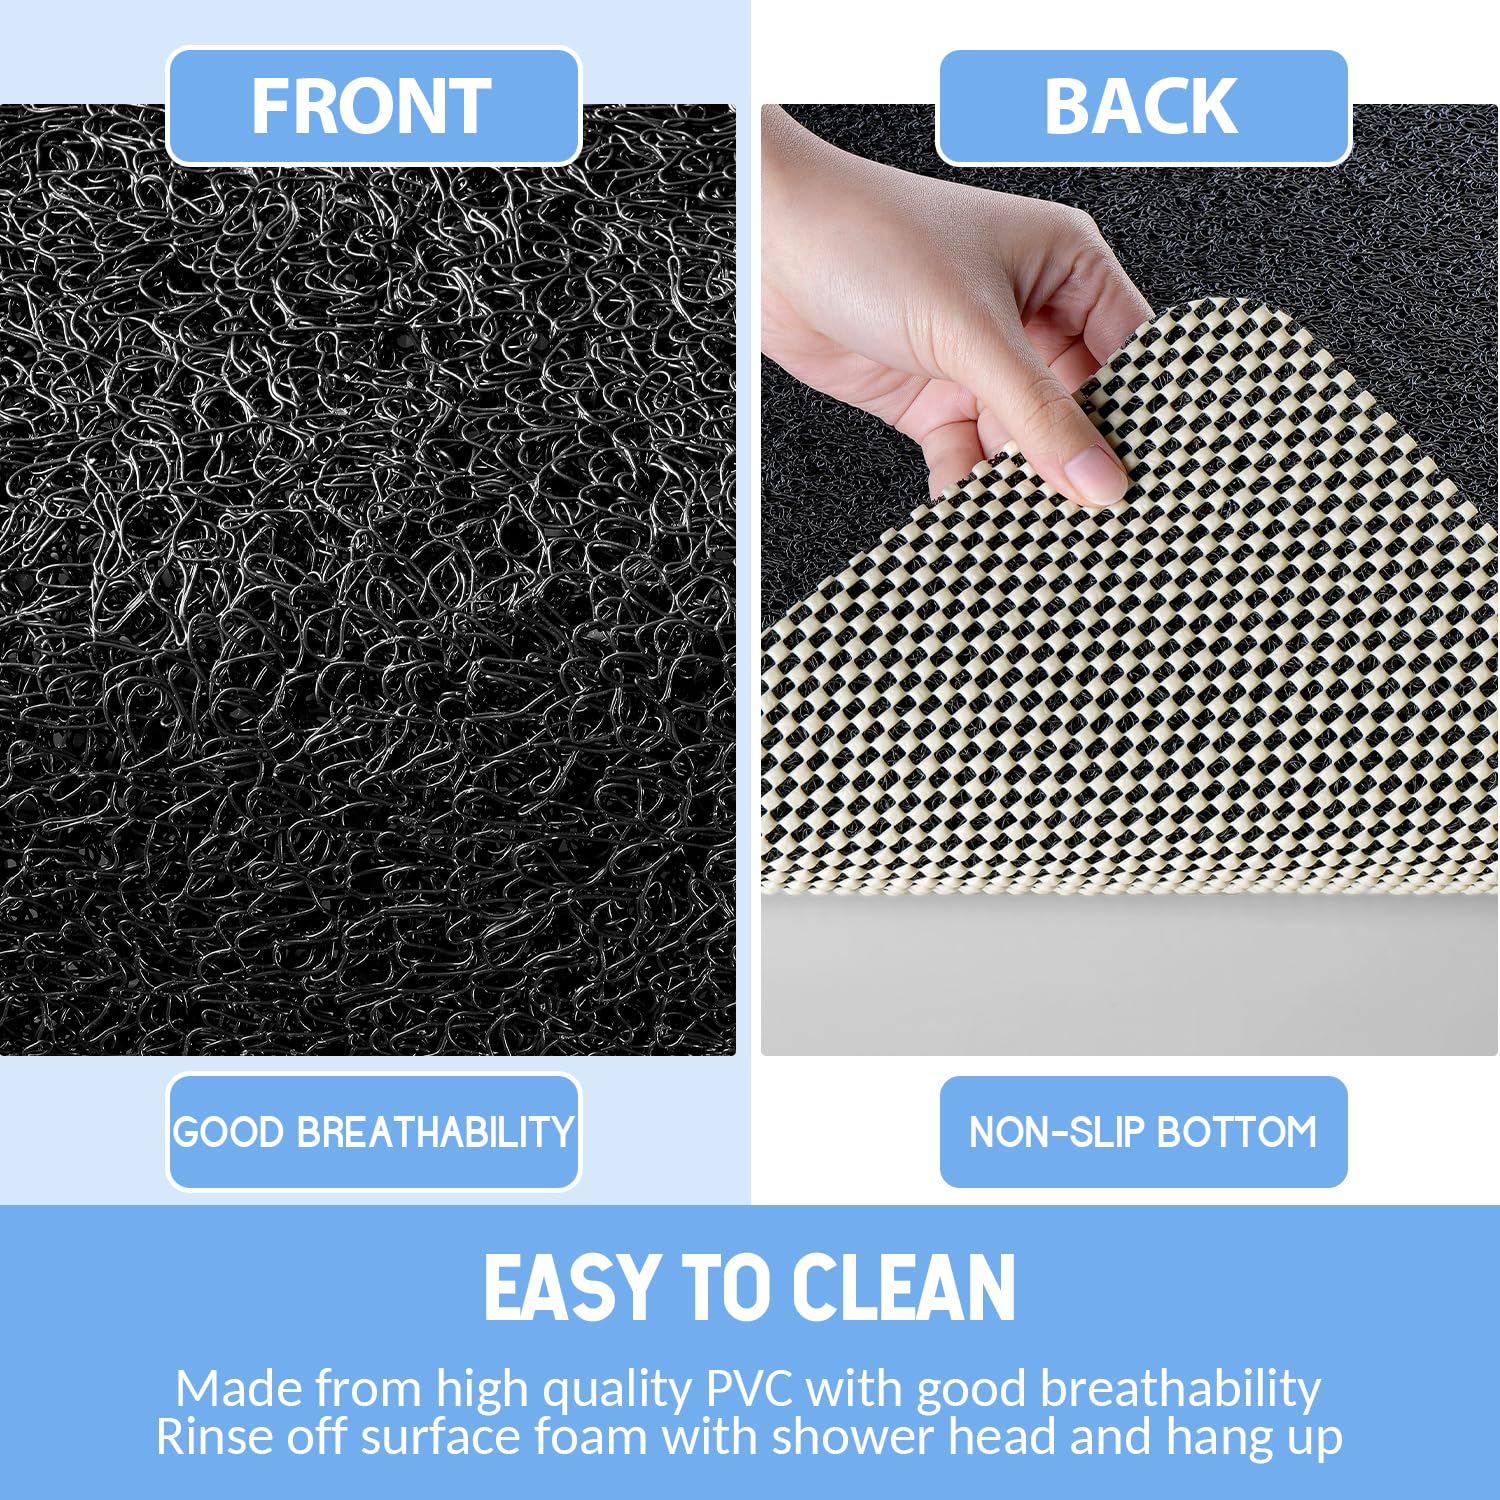 FRONT
BACK
GOOD BREATHABILITY
NON-SLIP BOTTOM
EASY TO CLEAN
Made from high quality PVC with good breathability
Rinse off surface foam with shower head and hang up